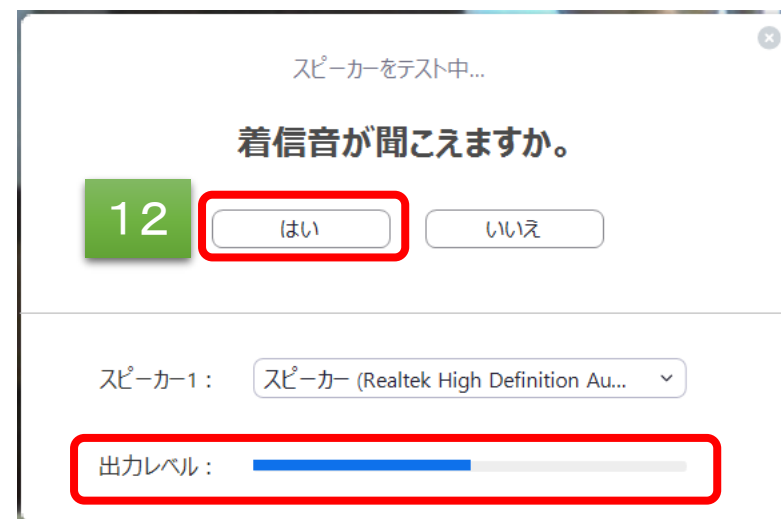 スピーカーをテスト中...
着信音が聞こえますか。
12 はい いいえ
スピーカー1： スピーカー (Realtek High Definition Au...
出力レベル：